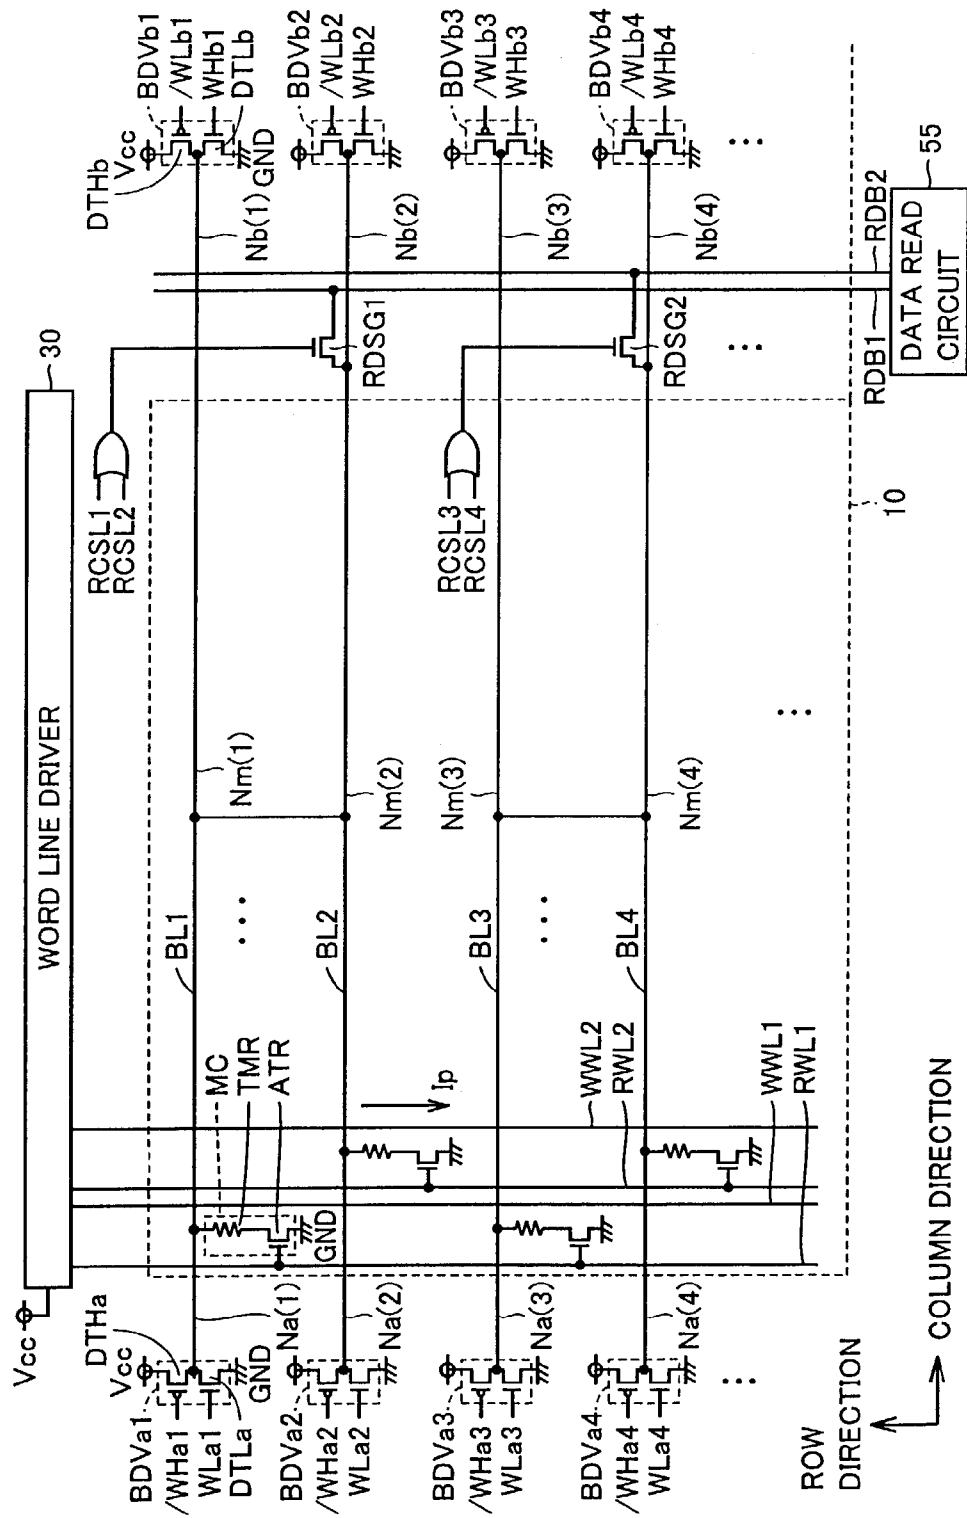 30
WORD LINE DRIVER
Vcc
BDVa1
/WHa1
WLa1
DTLa
Vcc
DTHa
GND
Na(1)
BDVa2
/WHa2
WLa2
Na(2)
BDVa3
/WHa3
WLa3
Na(3)
BDVa4
/WHa4
WLa4
Na(4)
...
MC
TMR
ATR
GND
Ip
WWL2
RWL2
WWL1
RWL1
BL1
...
BL2
BL3
...
BL4
Nm(1)
Nm(2)
Nm(3)
Nm(4)
...
RCSL1
RCSL2
RCSL3
RCSL4
RDSG1
RDSG2
...
10
DTHb
Vcc
BDVb1
/WLb1
WHb1
DTLb
GND
Nb(1)
BDVb2
/WLb2
WHb2
Nb(2)
BDVb3
/WLb3
WHb3
Nb(3)
BDVb4
/WLb4
WHb4
Nb(4)
...
RDB1
RDB2
55
DATA READ
CIRCUIT
ROW
DIRECTION
COLUMN DIRECTION